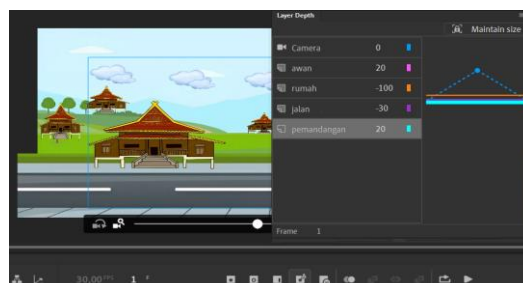 Layer Depth
Maintain size
Camera 0
awan 20
rumah -100
jalan -30
pemandangan 20
Frame 1
30.00 FPS 1 F